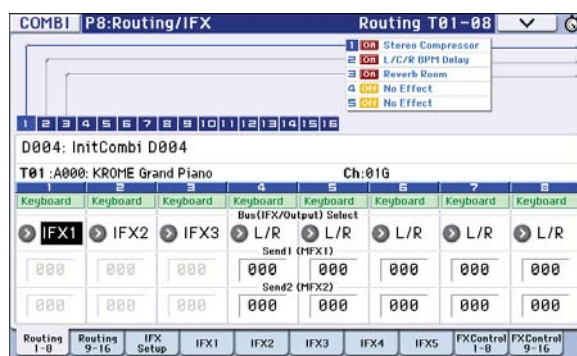 COMBI P8:Routing/IFX Routing T01-08
1 On Stereo Compressor
2 On L/C/R BPM Delay
3 On Reverb Room
4 Off No Effect
5 Off No Effect
1 2 3 4 5 6 7 8 9 10 11 12 13 14 15 16
D004: InitCombi D004
T01 :A000: KROME Grand Piano Ch:01G
1 2 3 4 5 6 7 8
Keyboard Keyboard Keyboard Keyboard Keyboard Keyboard Keyboard Keyboard
Bus(IFX/Output) Select
IFX1 IFX2 IFX3 L/R L/R L/R L/R L/R
Send1 (MFX1)
000 000 000 000 000 000 000 000
Send2 (MFX2)
000 000 000 000 000 000 000 000
Routing 1-8 Routing 9-16 IFX Setup IFX1 IFX2 IFX3 IFX4 IFX5 FXControl 1-8 FXControl 9-16